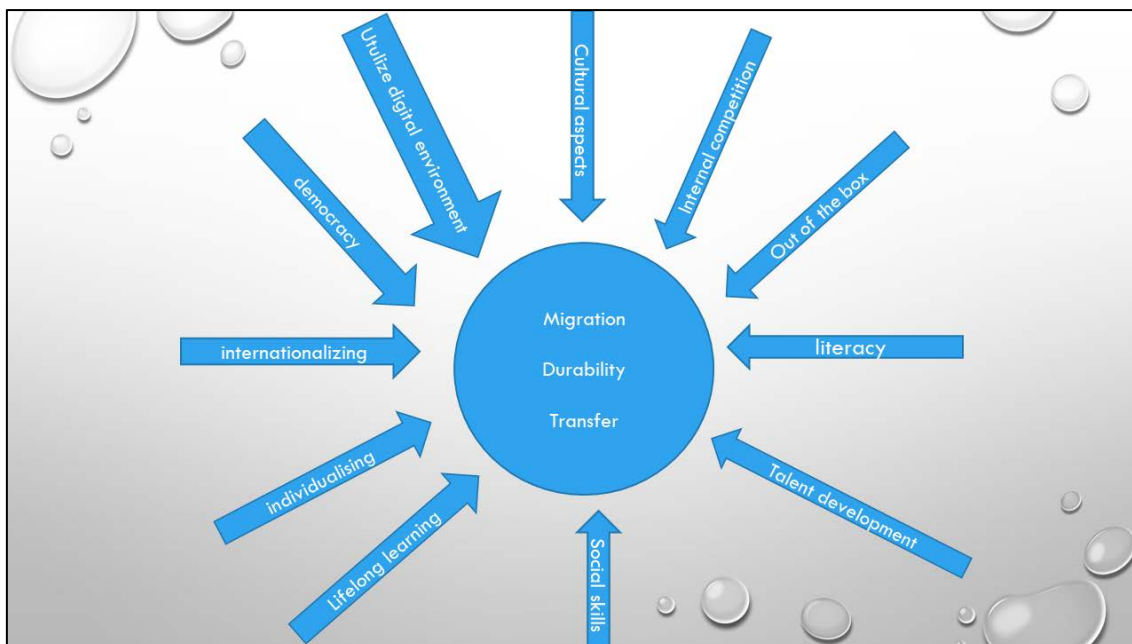 Utulize digital environment
Cultural aspects
Internal competition
democracy
Out of the box
internationalizing
Migration
Durability
Transfer
literacy
individualising
Lifelong learning
Social skills
Talent development